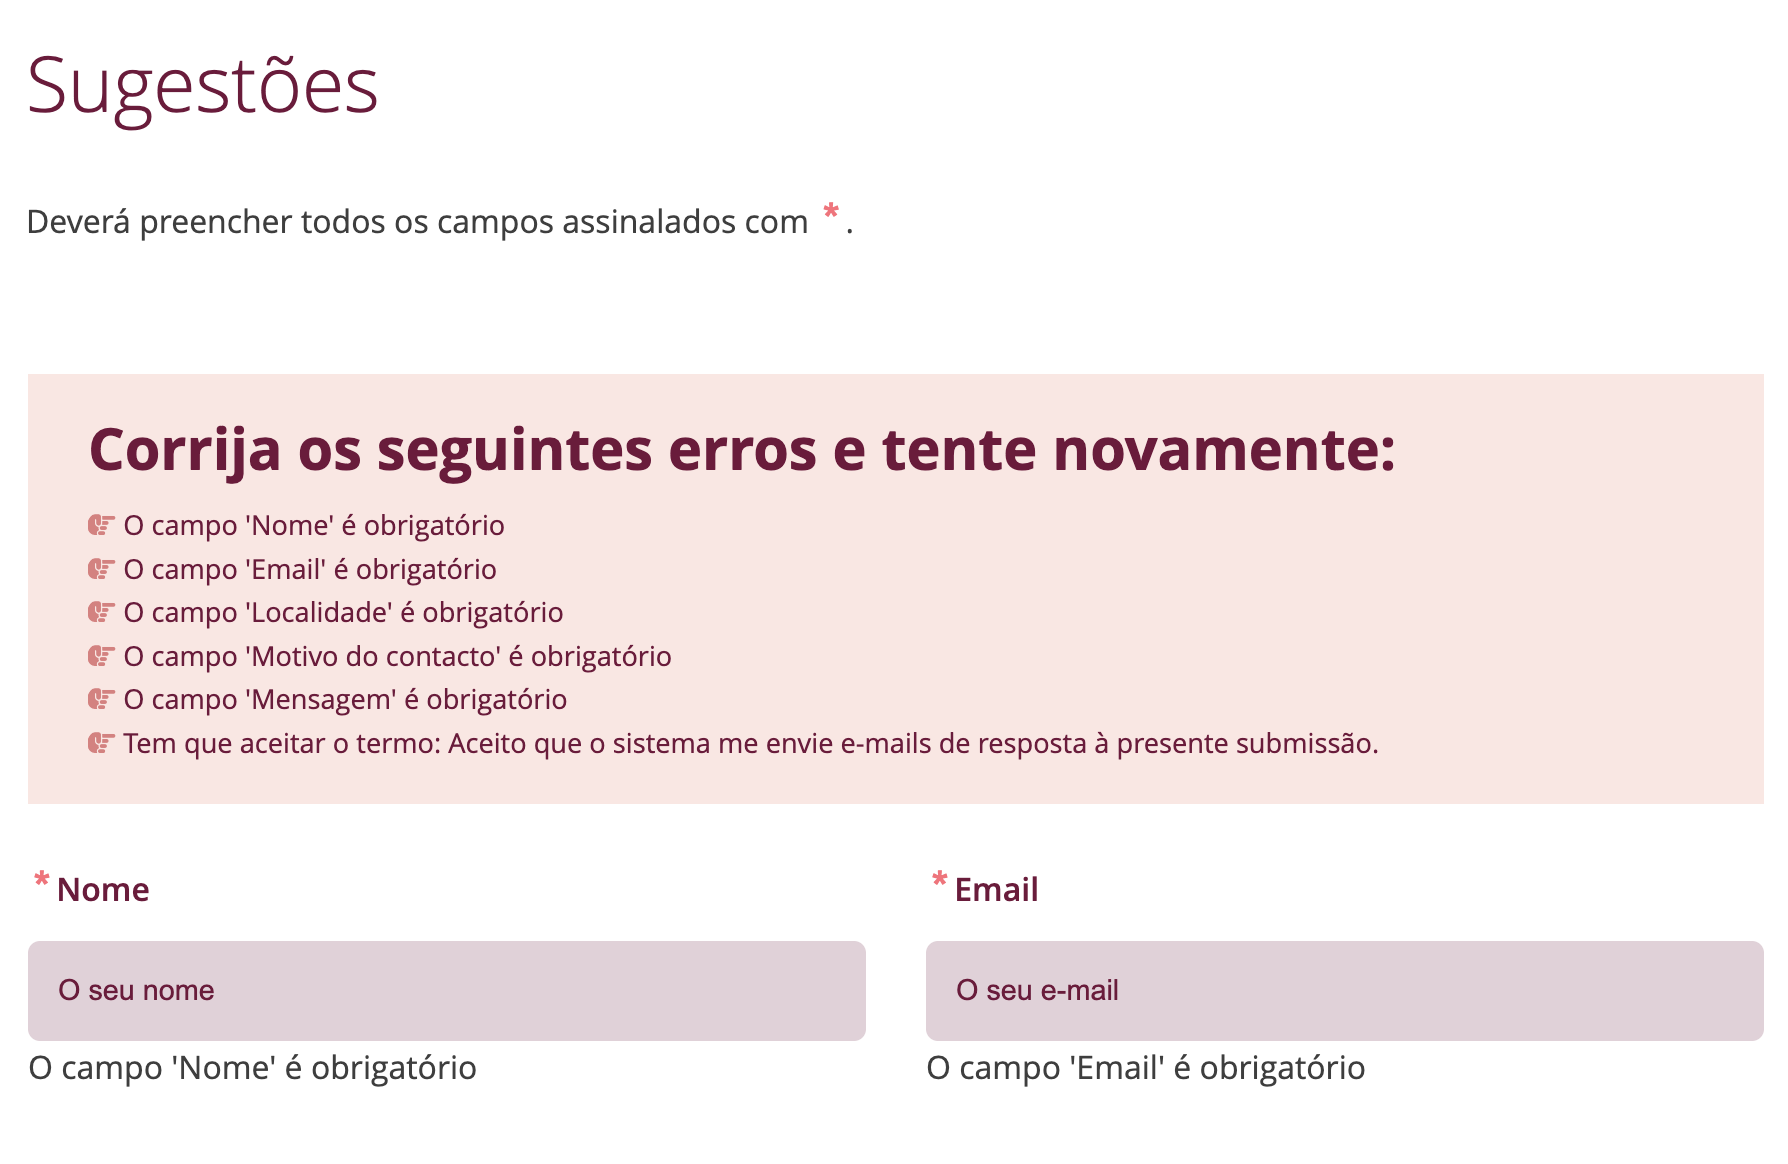 Sugestões
Deverá preencher todos os campos assinalados com * .
Corrija os seguintes erros e tente novamente:
O campo 'Nome' é obrigatório
O campo 'Email' é obrigatório
O campo 'Localidade' é obrigatório
O campo 'Motivo do contacto' é obrigatório
O campo 'Mensagem' é obrigatório
Tem que aceitar o termo: Aceito que o sistema me envie e-mails de resposta à presente submissão.
* Nome
O seu nome
O campo 'Nome' é obrigatório
* Email
O seu e-mail
O campo 'Email' é obrigatório